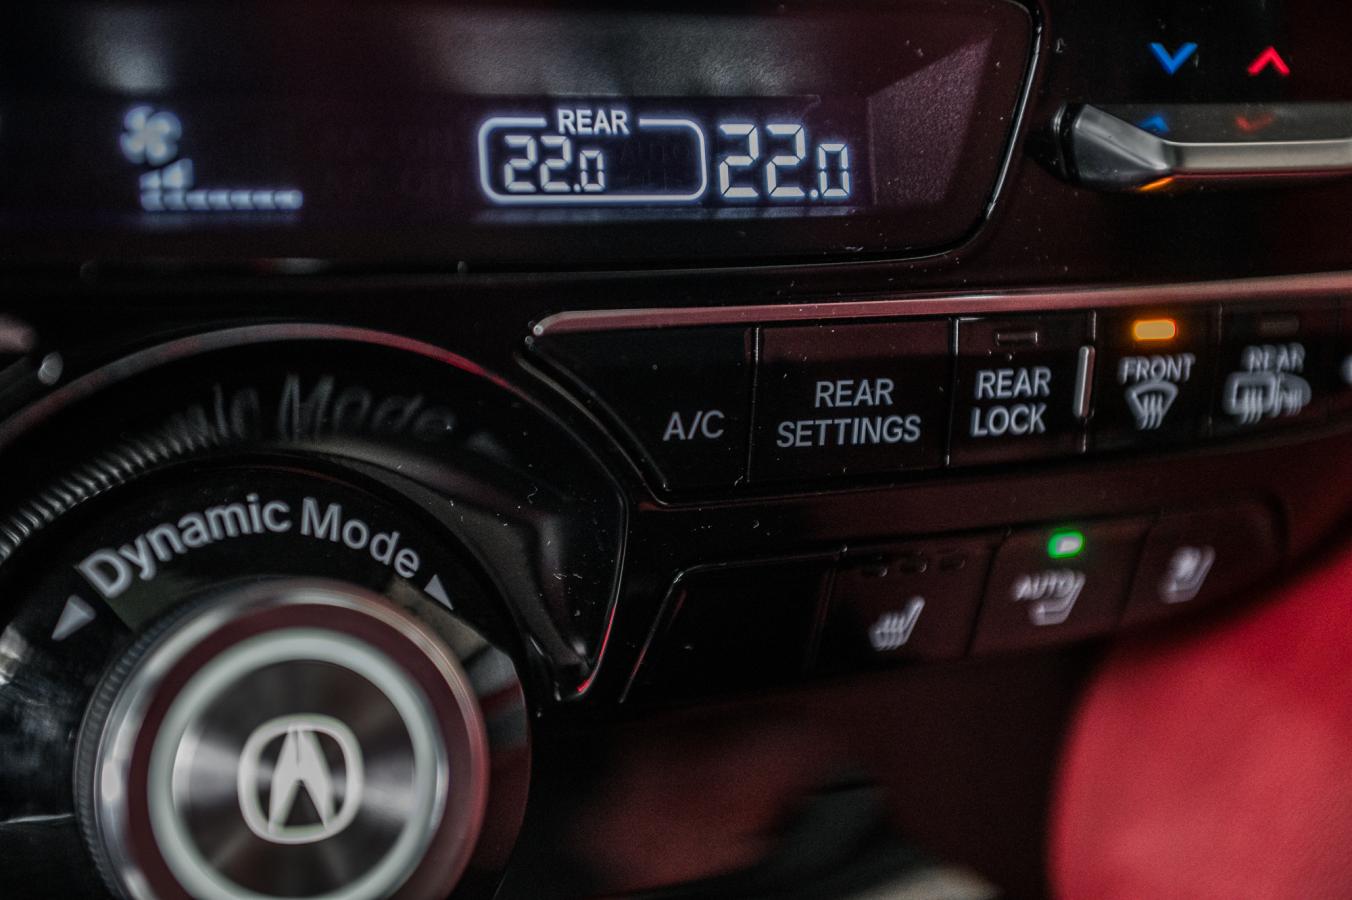 REAR
22.0
22.0
A/C
REAR
SETTINGS
REAR
LOCK
FRONT
REAR
Dynamic Mode
AUTO